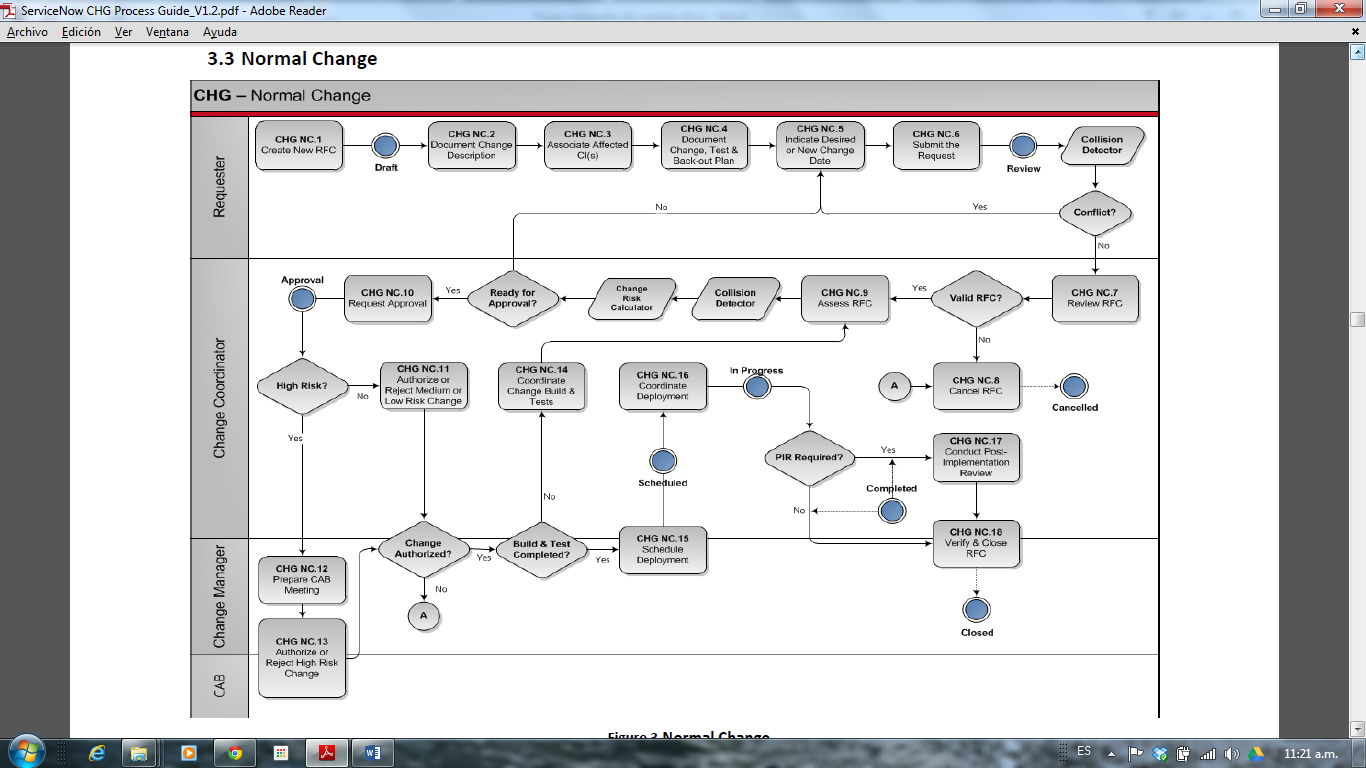 ServiceNow CHG Process Guide_V1.2.pdf - Adobe Reader
Archivo Edición Ver Ventana Ayuda
3.3 Normal Change
CHG – Normal Change
Requester
CHG NC.1
Create New RFC
Draft
CHG NC.2
Document Change
Description
CHG NC.3
Associate Affected
CI(s)
CHG NC.4
Document
Change, Test &
Back-out Plan
CHG NC.5
Indicate Desired
or New Change
Date
CHG NC.6
Submit the
Request
Review
Collision
Detector
No
Yes
Conflict?
No
Change Coordinator
Approval
CHG NC.10
Request Approval
Yes
Ready for
Approval?
Change
Risk
Calculator
Collision
Detector
CHG NC.9
Assess RFC
Yes
Valid RFC?
CHG NC.7
Review RFC
No
High Risk?
No
CHG NC.11
Authorize or
Reject Medium or
Low Risk Change
CHG NC.14
Coordinate
Change Build &
Tests
CHG NC.16
Coordinate
Deployment
In Progress
A
CHG NC.8
Cancel RFC
Cancelled
Yes
PIR Required?
Yes
CHG NC.17
Conduct Post-
Implementation
Review
Scheduled
Completed
No
No
Change Manager
Change
Authorized?
Yes
Build & Test
Completed?
Yes
CHG NC.15
Schedule
Deployment
CHG NC.18
Verify & Close
RFC
CHG NC.12
Prepare CAB
Meeting
No
A
Closed
CAB
CHG NC.13
Authorize or
Reject High Risk
Change
Figure 3 Normal Change
ES
11:21 a.m.